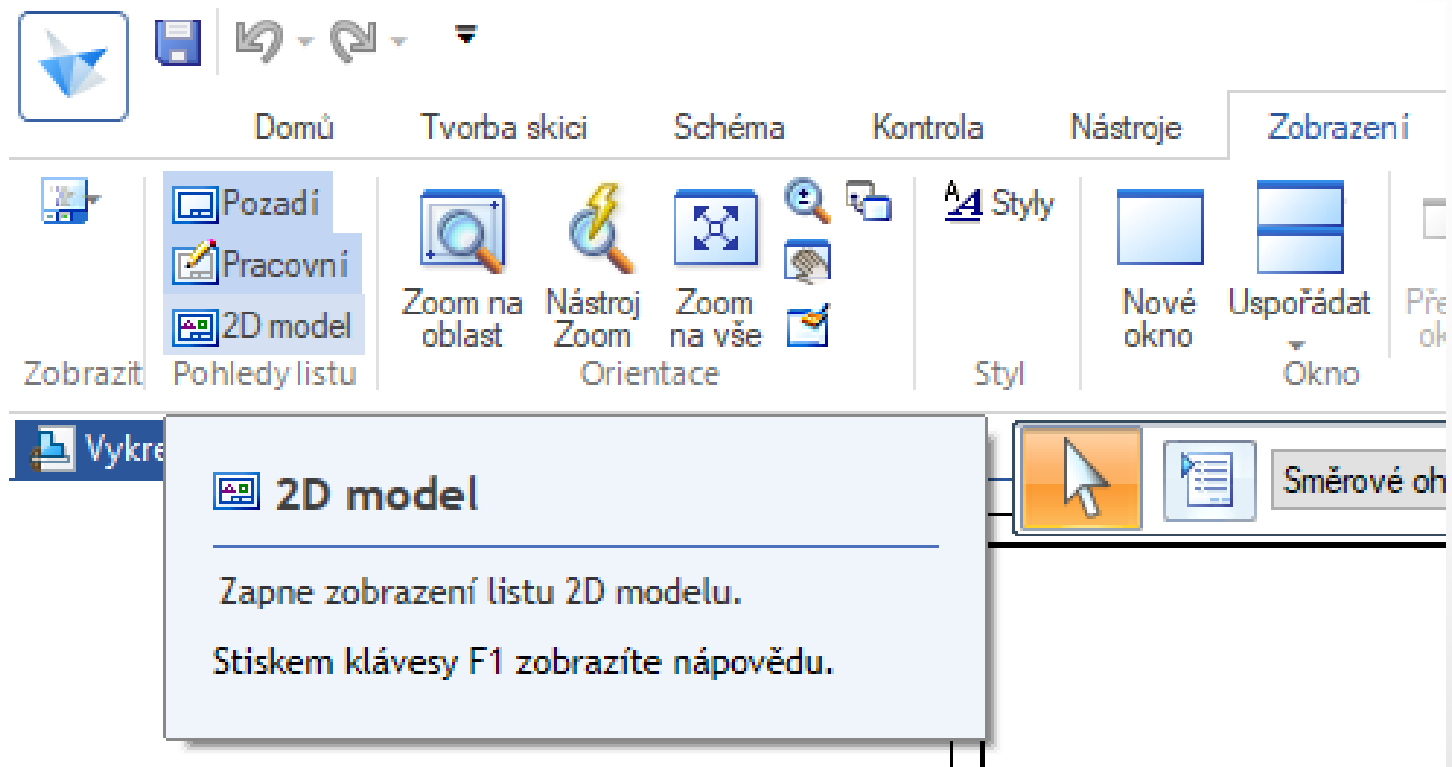 Domů Tvorba skici Schéma Kontrola Nástroje Zobrazení
Pozadí
Pracovní
2D model
Zoom na oblast
Nástroj Zoom
Zoom na vše
Styly
Nové okno
Uspořádat
Zobrazit Pohledy listu Orientace Styl Okno
2D model
Zapne zobrazení listu 2D modelu.
Stiskem klávesy F1 zobrazíte nápovědu.
Směrové